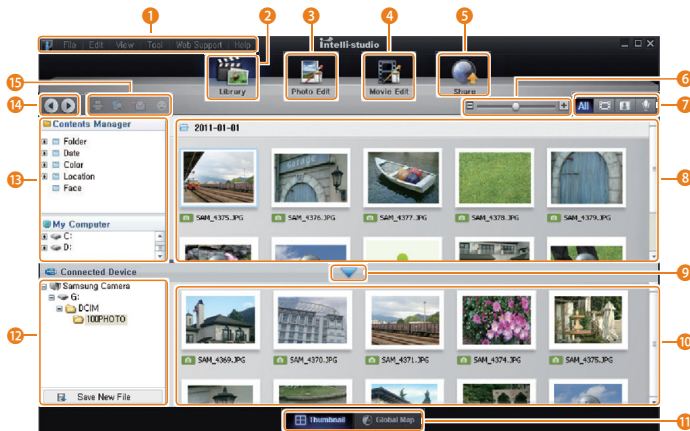 1 2 3 4 5
File Edit View Tool Web Support Help
Intelli-studio
Library Photo Edit Movie Edit Share
15
14
6
All
7
Contents Manager
Folder
Date
Color
Location
Face
13
My Computer
C:
D:
2011-01-01
SAM_4375.JPG SAM_4376.JPG SAM_4377.JPG SAM_4378.JPG SAM_4379.JPG
8
Connected Device
9
Samsung Camera
G:
DCIM
100PHOTO
12
Save New File
SAM_4369.JPG SAM_4370.JPG SAM_4371.JPG SAM_4374.JPG SAM_4375.JPG
10
Thumbnail Global Map
11